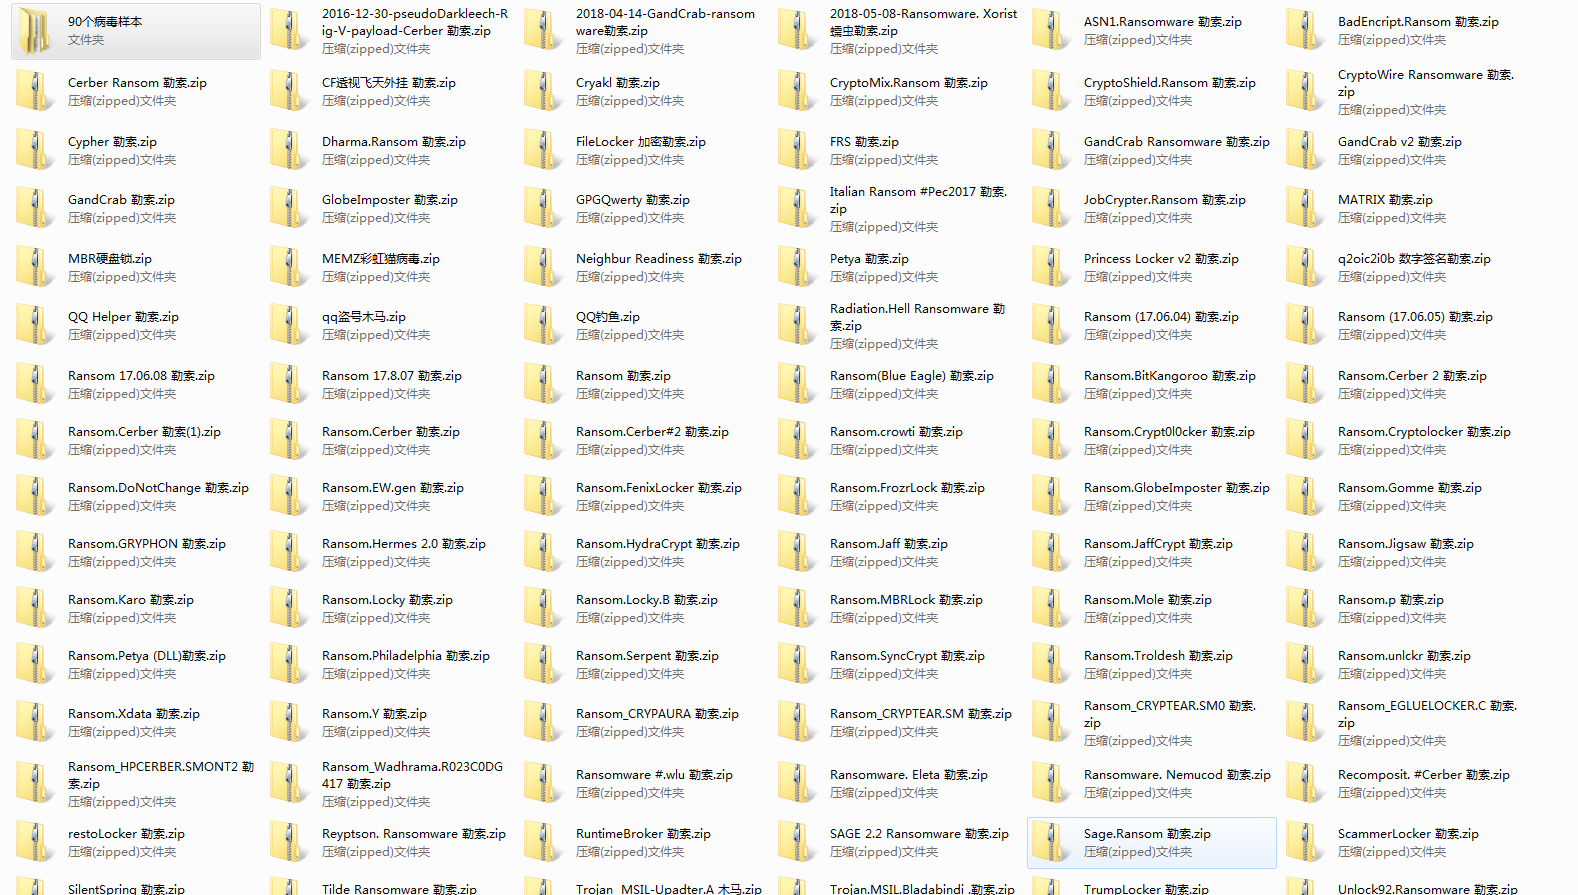 90个病毒样本
文件夹
2016-12-30-pseudoDarkleech-R
ig-V-payload-Cerber 勒索.zip
压缩(zipped)文件夹
2018-04-14-GandCrab-ransom
ware勒索.zip
压缩(zipped)文件夹
2018-05-08-Ransomware. Xorist
蠕虫勒索.zip
压缩(zipped)文件夹
ASN1.Ransomware 勒索.zip
压缩(zipped)文件夹
BadEncript.Ransom 勒索.zip
压缩(zipped)文件夹
Cerber Ransom 勒索.zip
压缩(zipped)文件夹
CF透视飞天外挂 勒索.zip
压缩(zipped)文件夹
Cryakl 勒索.zip
压缩(zipped)文件夹
CryptoMix.Ransom 勒索.zip
压缩(zipped)文件夹
CryptoShield.Ransom 勒索.zip
压缩(zipped)文件夹
CryptoWire Ransomware 勒索.
zip
压缩(zipped)文件夹
Cypher 勒索.zip
压缩(zipped)文件夹
Dharma.Ransom 勒索.zip
压缩(zipped)文件夹
FileLocker 加密勒索.zip
压缩(zipped)文件夹
FRS 勒索.zip
压缩(zipped)文件夹
GandCrab Ransomware 勒索.zip
压缩(zipped)文件夹
GandCrab v2 勒索.zip
压缩(zipped)文件夹
GandCrab 勒索.zip
压缩(zipped)文件夹
GlobeImposter 勒索.zip
压缩(zipped)文件夹
GPGQwerty 勒索.zip
压缩(zipped)文件夹
Italian Ransom #Pec2017 勒索.
zip
压缩(zipped)文件夹
JobCrypter.Ransom 勒索.zip
压缩(zipped)文件夹
MATRIX 勒索.zip
压缩(zipped)文件夹
MBR硬盘锁.zip
压缩(zipped)文件夹
MEMZ彩虹猫病毒.zip
压缩(zipped)文件夹
Neighbur Readiness 勒索.zip
压缩(zipped)文件夹
Petya 勒索.zip
压缩(zipped)文件夹
Princess Locker v2 勒索.zip
压缩(zipped)文件夹
q2oic2i0b 数字签名勒索.zip
压缩(zipped)文件夹
QQ Helper 勒索.zip
压缩(zipped)文件夹
qq盗号木马.zip
压缩(zipped)文件夹
QQ钓鱼.zip
压缩(zipped)文件夹
Radiation.Hell Ransomware 勒
索.zip
压缩(zipped)文件夹
Ransom (17.06.04) 勒索.zip
压缩(zipped)文件夹
Ransom (17.06.05) 勒索.zip
压缩(zipped)文件夹
Ransom 17.06.08 勒索.zip
压缩(zipped)文件夹
Ransom 17.8.07 勒索.zip
压缩(zipped)文件夹
Ransom 勒索.zip
压缩(zipped)文件夹
Ransom(Blue Eagle) 勒索.zip
压缩(zipped)文件夹
Ransom.BitKangoroo 勒索.zip
压缩(zipped)文件夹
Ransom.Cerber 2 勒索.zip
压缩(zipped)文件夹
Ransom.Cerber 勒索(1).zip
压缩(zipped)文件夹
Ransom.Cerber 勒索.zip
压缩(zipped)文件夹
Ransom.Cerber#2 勒索.zip
压缩(zipped)文件夹
Ransom.crowti 勒索.zip
压缩(zipped)文件夹
Ransom.Crypt0l0cker 勒索.zip
压缩(zipped)文件夹
Ransom.Cryptolocker 勒索.zip
压缩(zipped)文件夹
Ransom.DoNotChange 勒索.zip
压缩(zipped)文件夹
Ransom.EW.gen 勒索.zip
压缩(zipped)文件夹
Ransom.FenixLocker 勒索.zip
压缩(zipped)文件夹
Ransom.FrozrLock 勒索.zip
压缩(zipped)文件夹
Ransom.GlobeImposter 勒索.zip
压缩(zipped)文件夹
Ransom.Gomme 勒索.zip
压缩(zipped)文件夹
Ransom.GRYPHON 勒索.zip
压缩(zipped)文件夹
Ransom.Hermes 2.0 勒索.zip
压缩(zipped)文件夹
Ransom.HydraCrypt 勒索.zip
压缩(zipped)文件夹
Ransom.Jaff 勒索.zip
压缩(zipped)文件夹
Ransom.JaffCrypt 勒索.zip
压缩(zipped)文件夹
Ransom.Jigsaw 勒索.zip
压缩(zipped)文件夹
Ransom.Karo 勒索.zip
压缩(zipped)文件夹
Ransom.Locky 勒索.zip
压缩(zipped)文件夹
Ransom.Locky.B 勒索.zip
压缩(zipped)文件夹
Ransom.MBRLock 勒索.zip
压缩(zipped)文件夹
Ransom.Mole 勒索.zip
压缩(zipped)文件夹
Ransom.p 勒索.zip
压缩(zipped)文件夹
Ransom.Petya (DLL)勒索.zip
压缩(zipped)文件夹
Ransom.Philadelphia 勒索.zip
压缩(zipped)文件夹
Ransom.Serpent 勒索.zip
压缩(zipped)文件夹
Ransom.SyncCrypt 勒索.zip
压缩(zipped)文件夹
Ransom.Troldesh 勒索.zip
压缩(zipped)文件夹
Ransom.unlckr 勒索.zip
压缩(zipped)文件夹
Ransom.Xdata 勒索.zip
压缩(zipped)文件夹
Ransom.Y 勒索.zip
压缩(zipped)文件夹
Ransom_CRYPAURA 勒索.zip
压缩(zipped)文件夹
Ransom_CRYPTEAR.SM 勒索.zip
压缩(zipped)文件夹
Ransom_CRYPTEAR.SM0 勒索.
zip
压缩(zipped)文件夹
Ransom_EGLUELOCKER.C 勒索.
zip
压缩(zipped)文件夹
Ransom_HPCERBER.SMONT2 勒
索.zip
压缩(zipped)文件夹
Ransom_Wadhrama.R023C0DG
417 勒索.zip
压缩(zipped)文件夹
Ransomware #.wlu 勒索.zip
压缩(zipped)文件夹
Ransomware. Eleta 勒索.zip
压缩(zipped)文件夹
Ransomware. Nemucod 勒索.zip
压缩(zipped)文件夹
Recomposit. #Cerber 勒索.zip
压缩(zipped)文件夹
restoLocker 勒索.zip
压缩(zipped)文件夹
Reyptson. Ransomware 勒索.zip
压缩(zipped)文件夹
RuntimeBroker 勒索.zip
压缩(zipped)文件夹
SAGE 2.2 Ransomware 勒索.zip
压缩(zipped)文件夹
Sage.Ransom 勒索.zip
压缩(zipped)文件夹
ScammerLocker 勒索.zip
压缩(zipped)文件夹
SilentSpring 勒索.zip
Tilde Ransomware 勒索.zip
Trojan_MSIL-Upadter.A 木马.zip
Trojan.MSIL.Bladabindi .勒索.zip
TrumpLocker 勒索.zip
Unlock92.Ransomware 勒索.zip